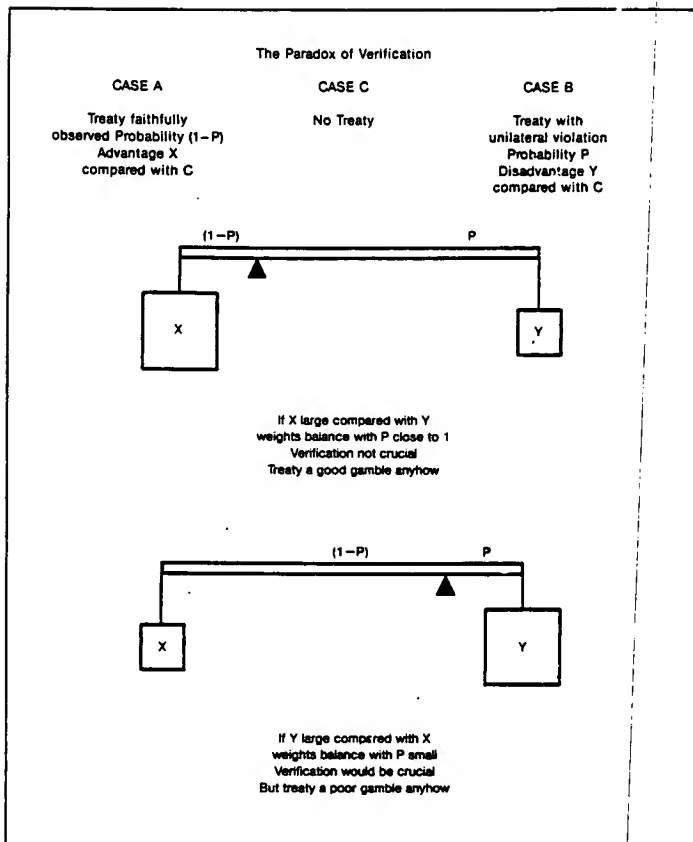 The Paradox of Verification
CASE A
CASE C
CASE B
Treaty faithfully
observed Probability (1-P)
Advantage X
compared with C
No Treaty
Treaty with
unilateral violation
Probability P
Disadvantage Y
compared with C
(1-P)
P
X
Y
If X large compared with Y
weights balance with P close to 1
Verification not crucial
Treaty a good gamble anyhow
(1-P)
P
X
Y
If Y large compared with X
weights balance with P small
Verification would be crucial
But treaty a poor gamble anyhow